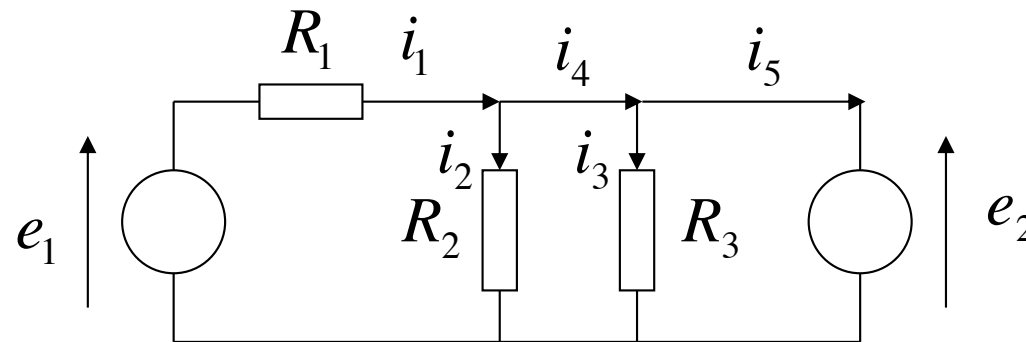 R₁ i₁ i₄ i₅
i₂ i₃
e₁ R₂ R₃ e₂